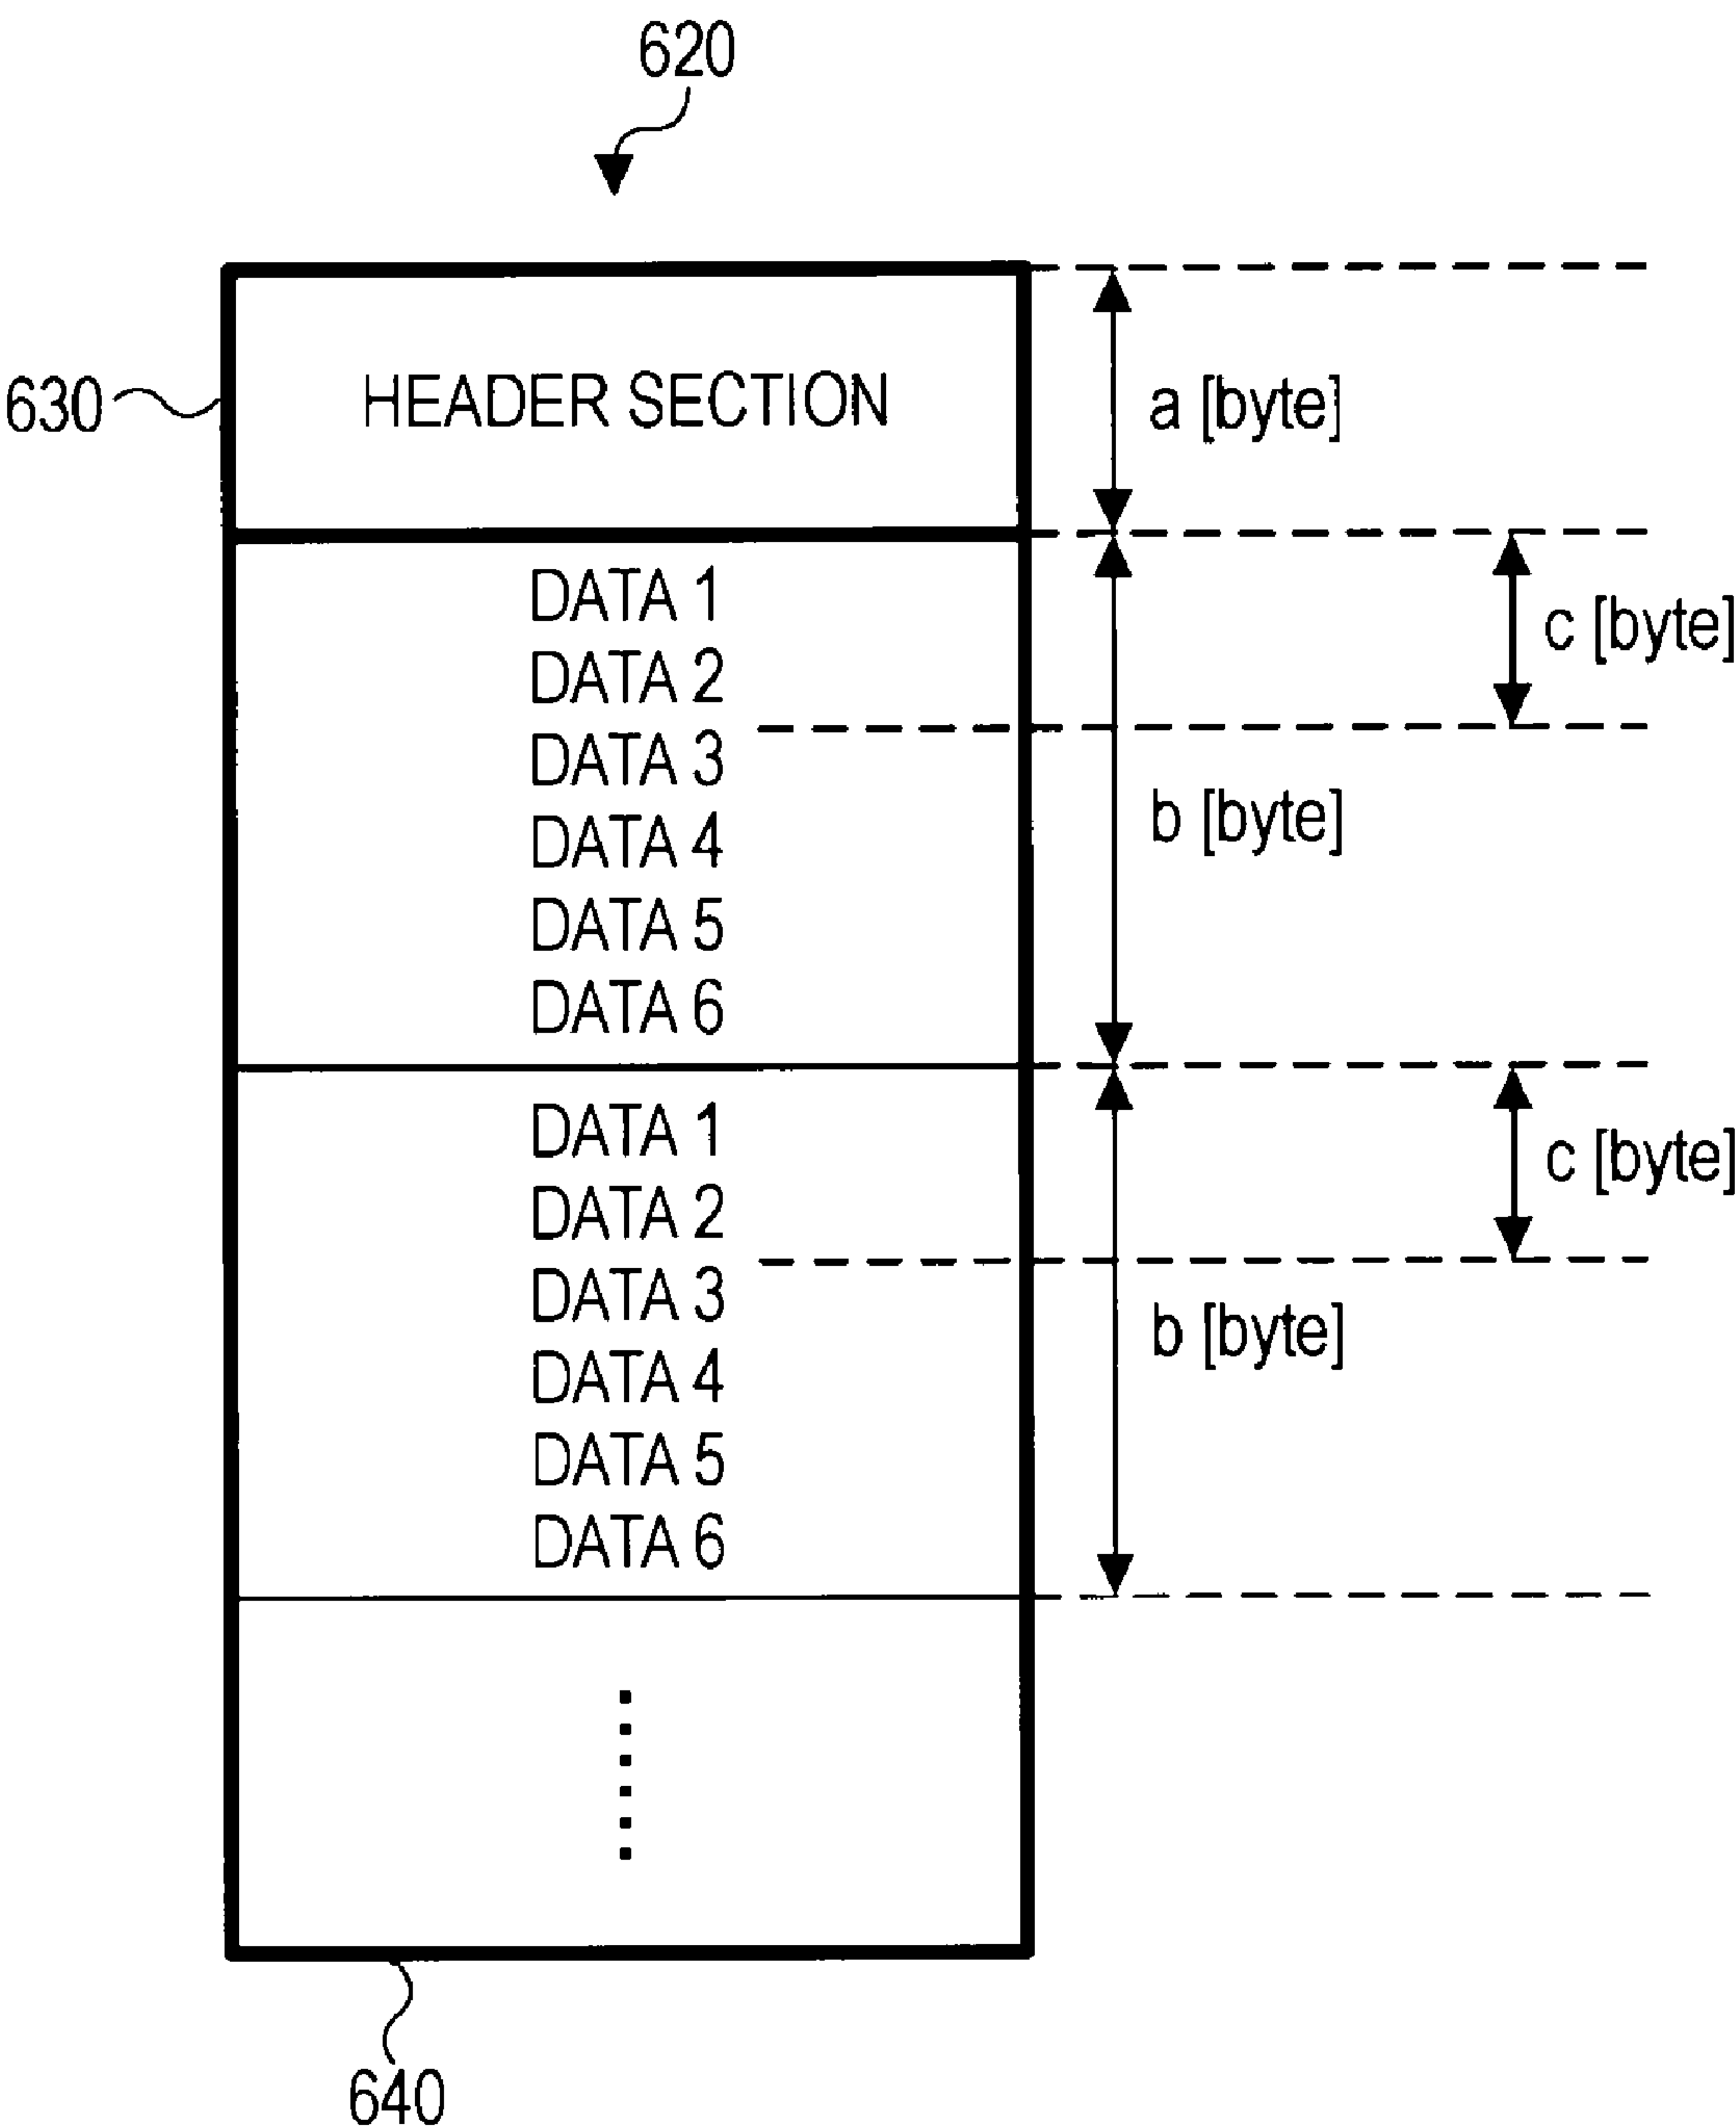 620
630
HEADER SECTION
a [byte]
DATA 1
c [byte]
DATA 2
DATA 3
b [byte]
DATA 4
DATA 5
DATA 6
DATA 1
c [byte]
DATA 2
DATA 3
b [byte]
DATA 4
DATA 5
DATA 6
640